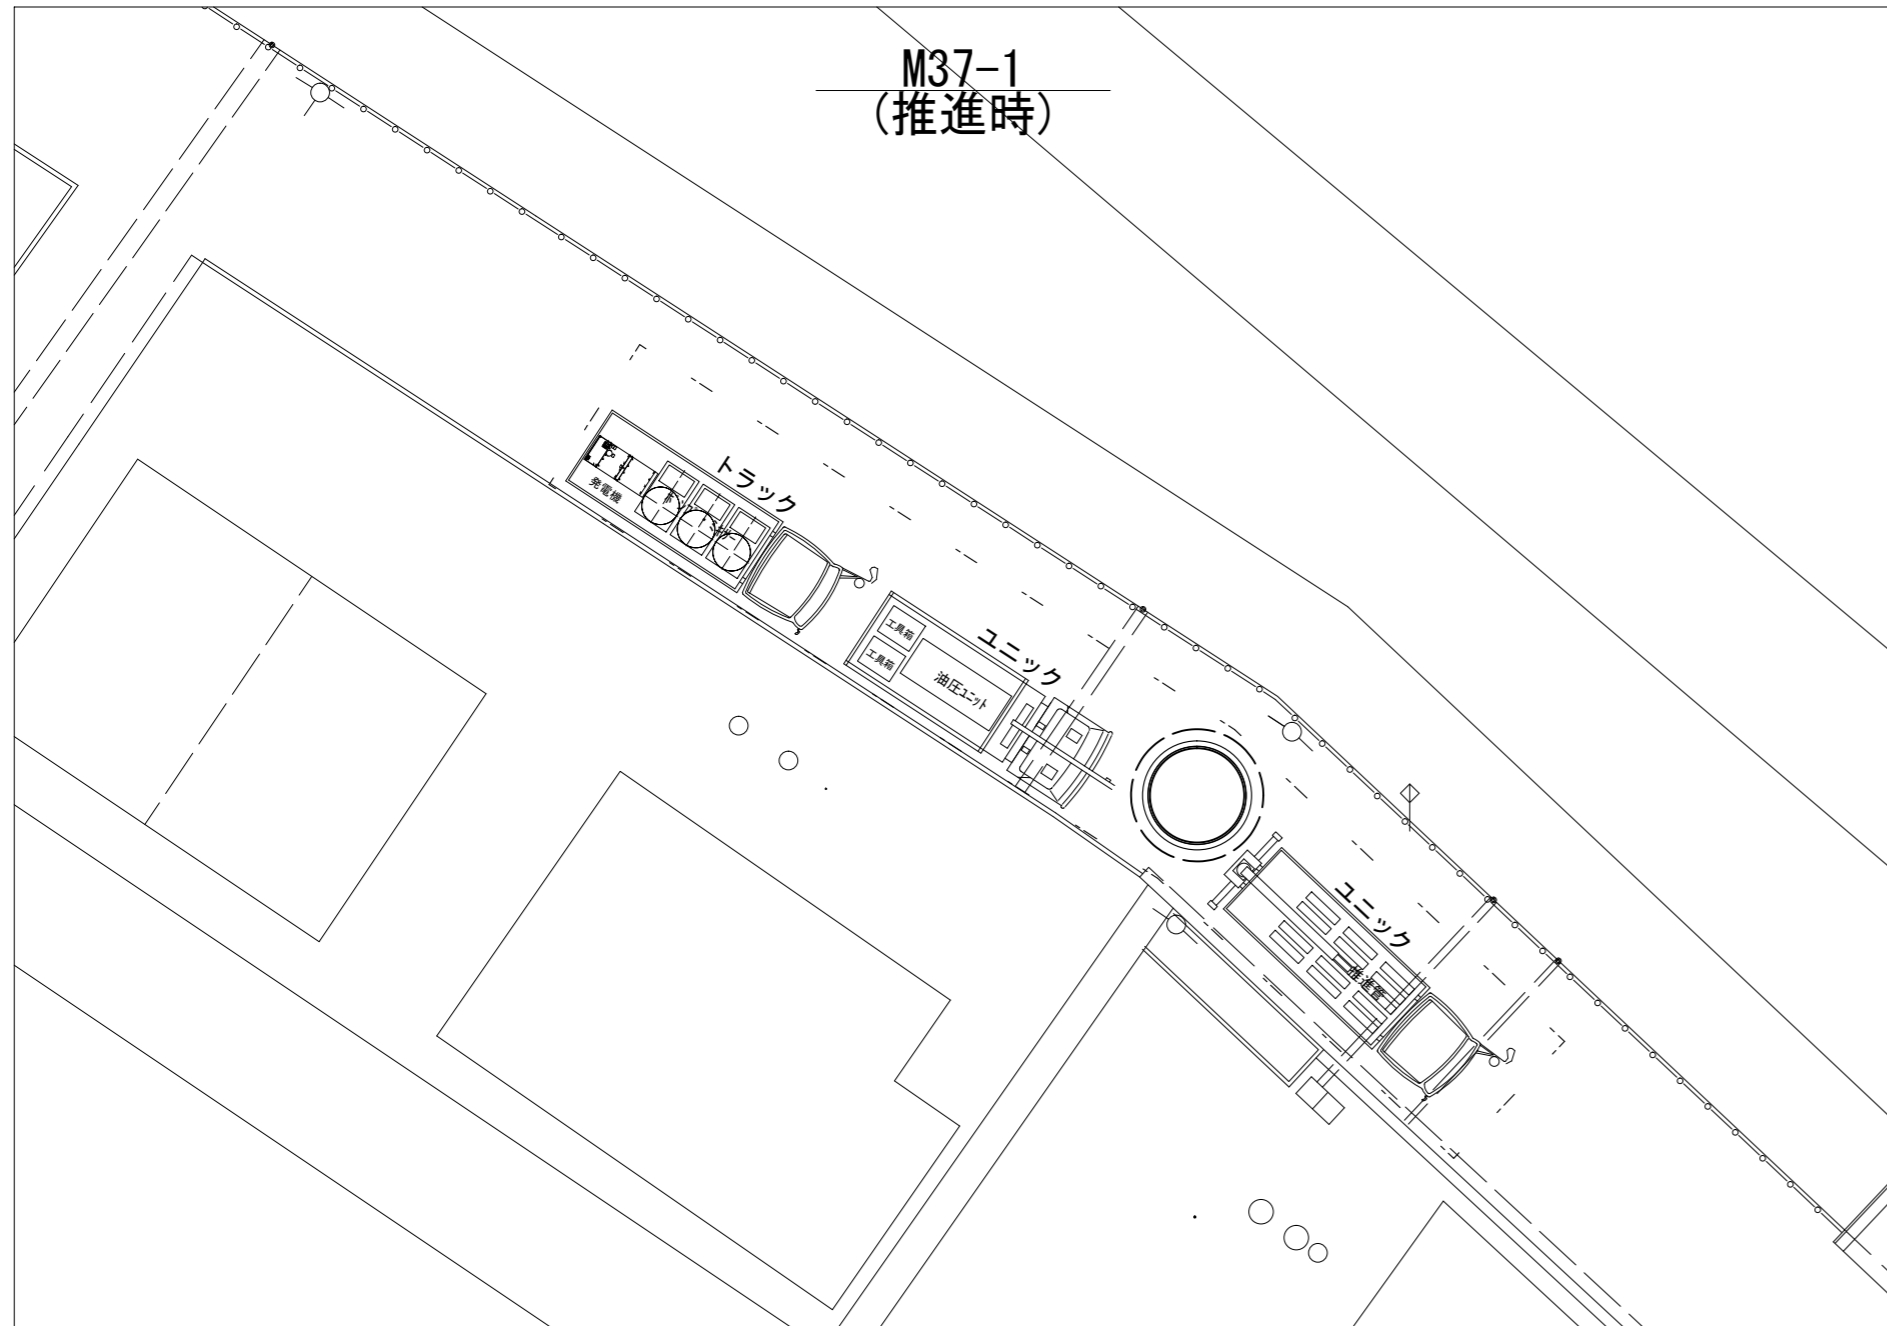 M37-1
(推進時)
トラック
発電機
ユニック
工具箱
工具箱
油圧ユニット
ユニック
推進管